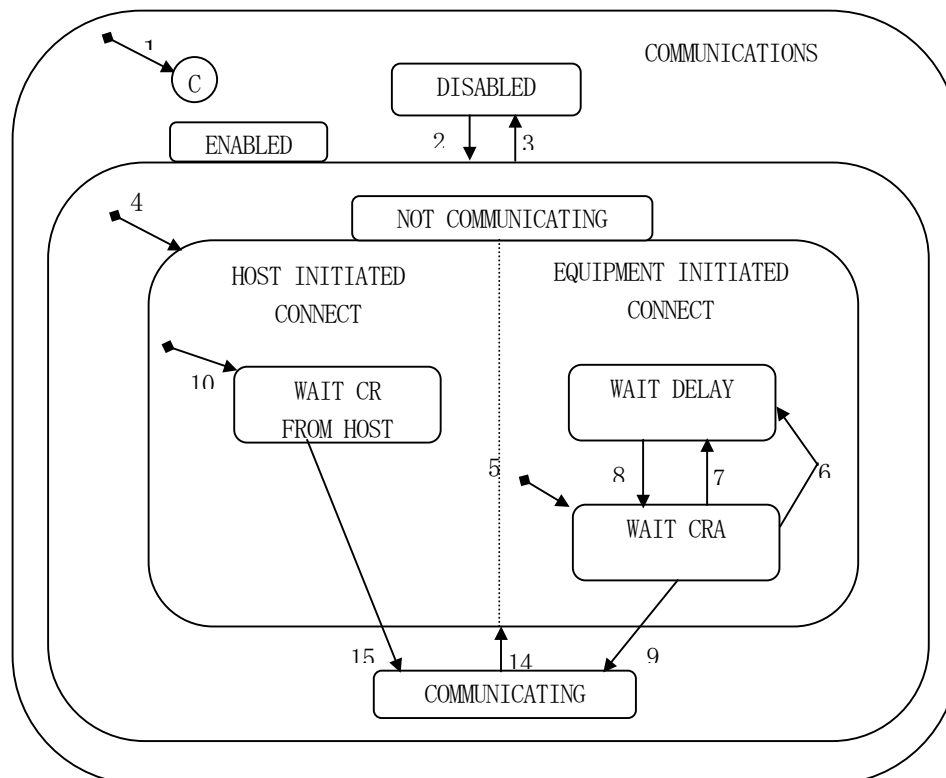 1
COMMUNICATIONS
C
DISABLED
2
3
ENABLED
4
NOT COMMUNICATING
HOST INITIATED
CONNECT
EQUIPMENT INITIATED
CONNECT
10
WAIT CR
FROM HOST
WAIT DELAY
5
8
7
6
WAIT CRA
15
14
9
COMMUNICATING